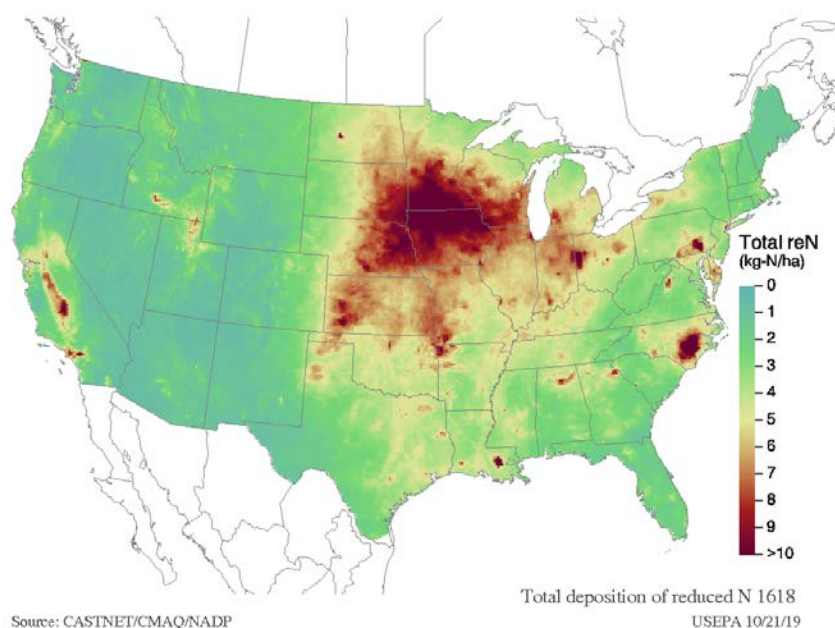 Total reN
(kg-N/ha)
0
1
2
3
4
5
6
7
8
9
>10
Total deposition of reduced N 1618
Source: CASTNET/CMAQ/NADP
USEPA 10/21/19